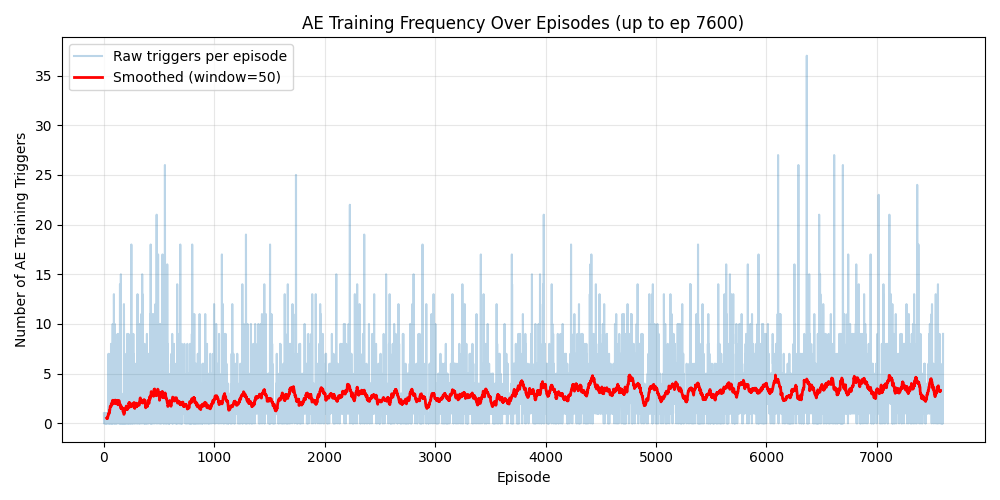 AE Training Frequency Over Episodes (up to ep 7600)
Raw triggers per episode
Smoothed (window=50)
Number of AE Training Triggers
35
30
25
20
15
10
5
0
0 1000 2000 3000 4000 5000 6000 7000
Episode